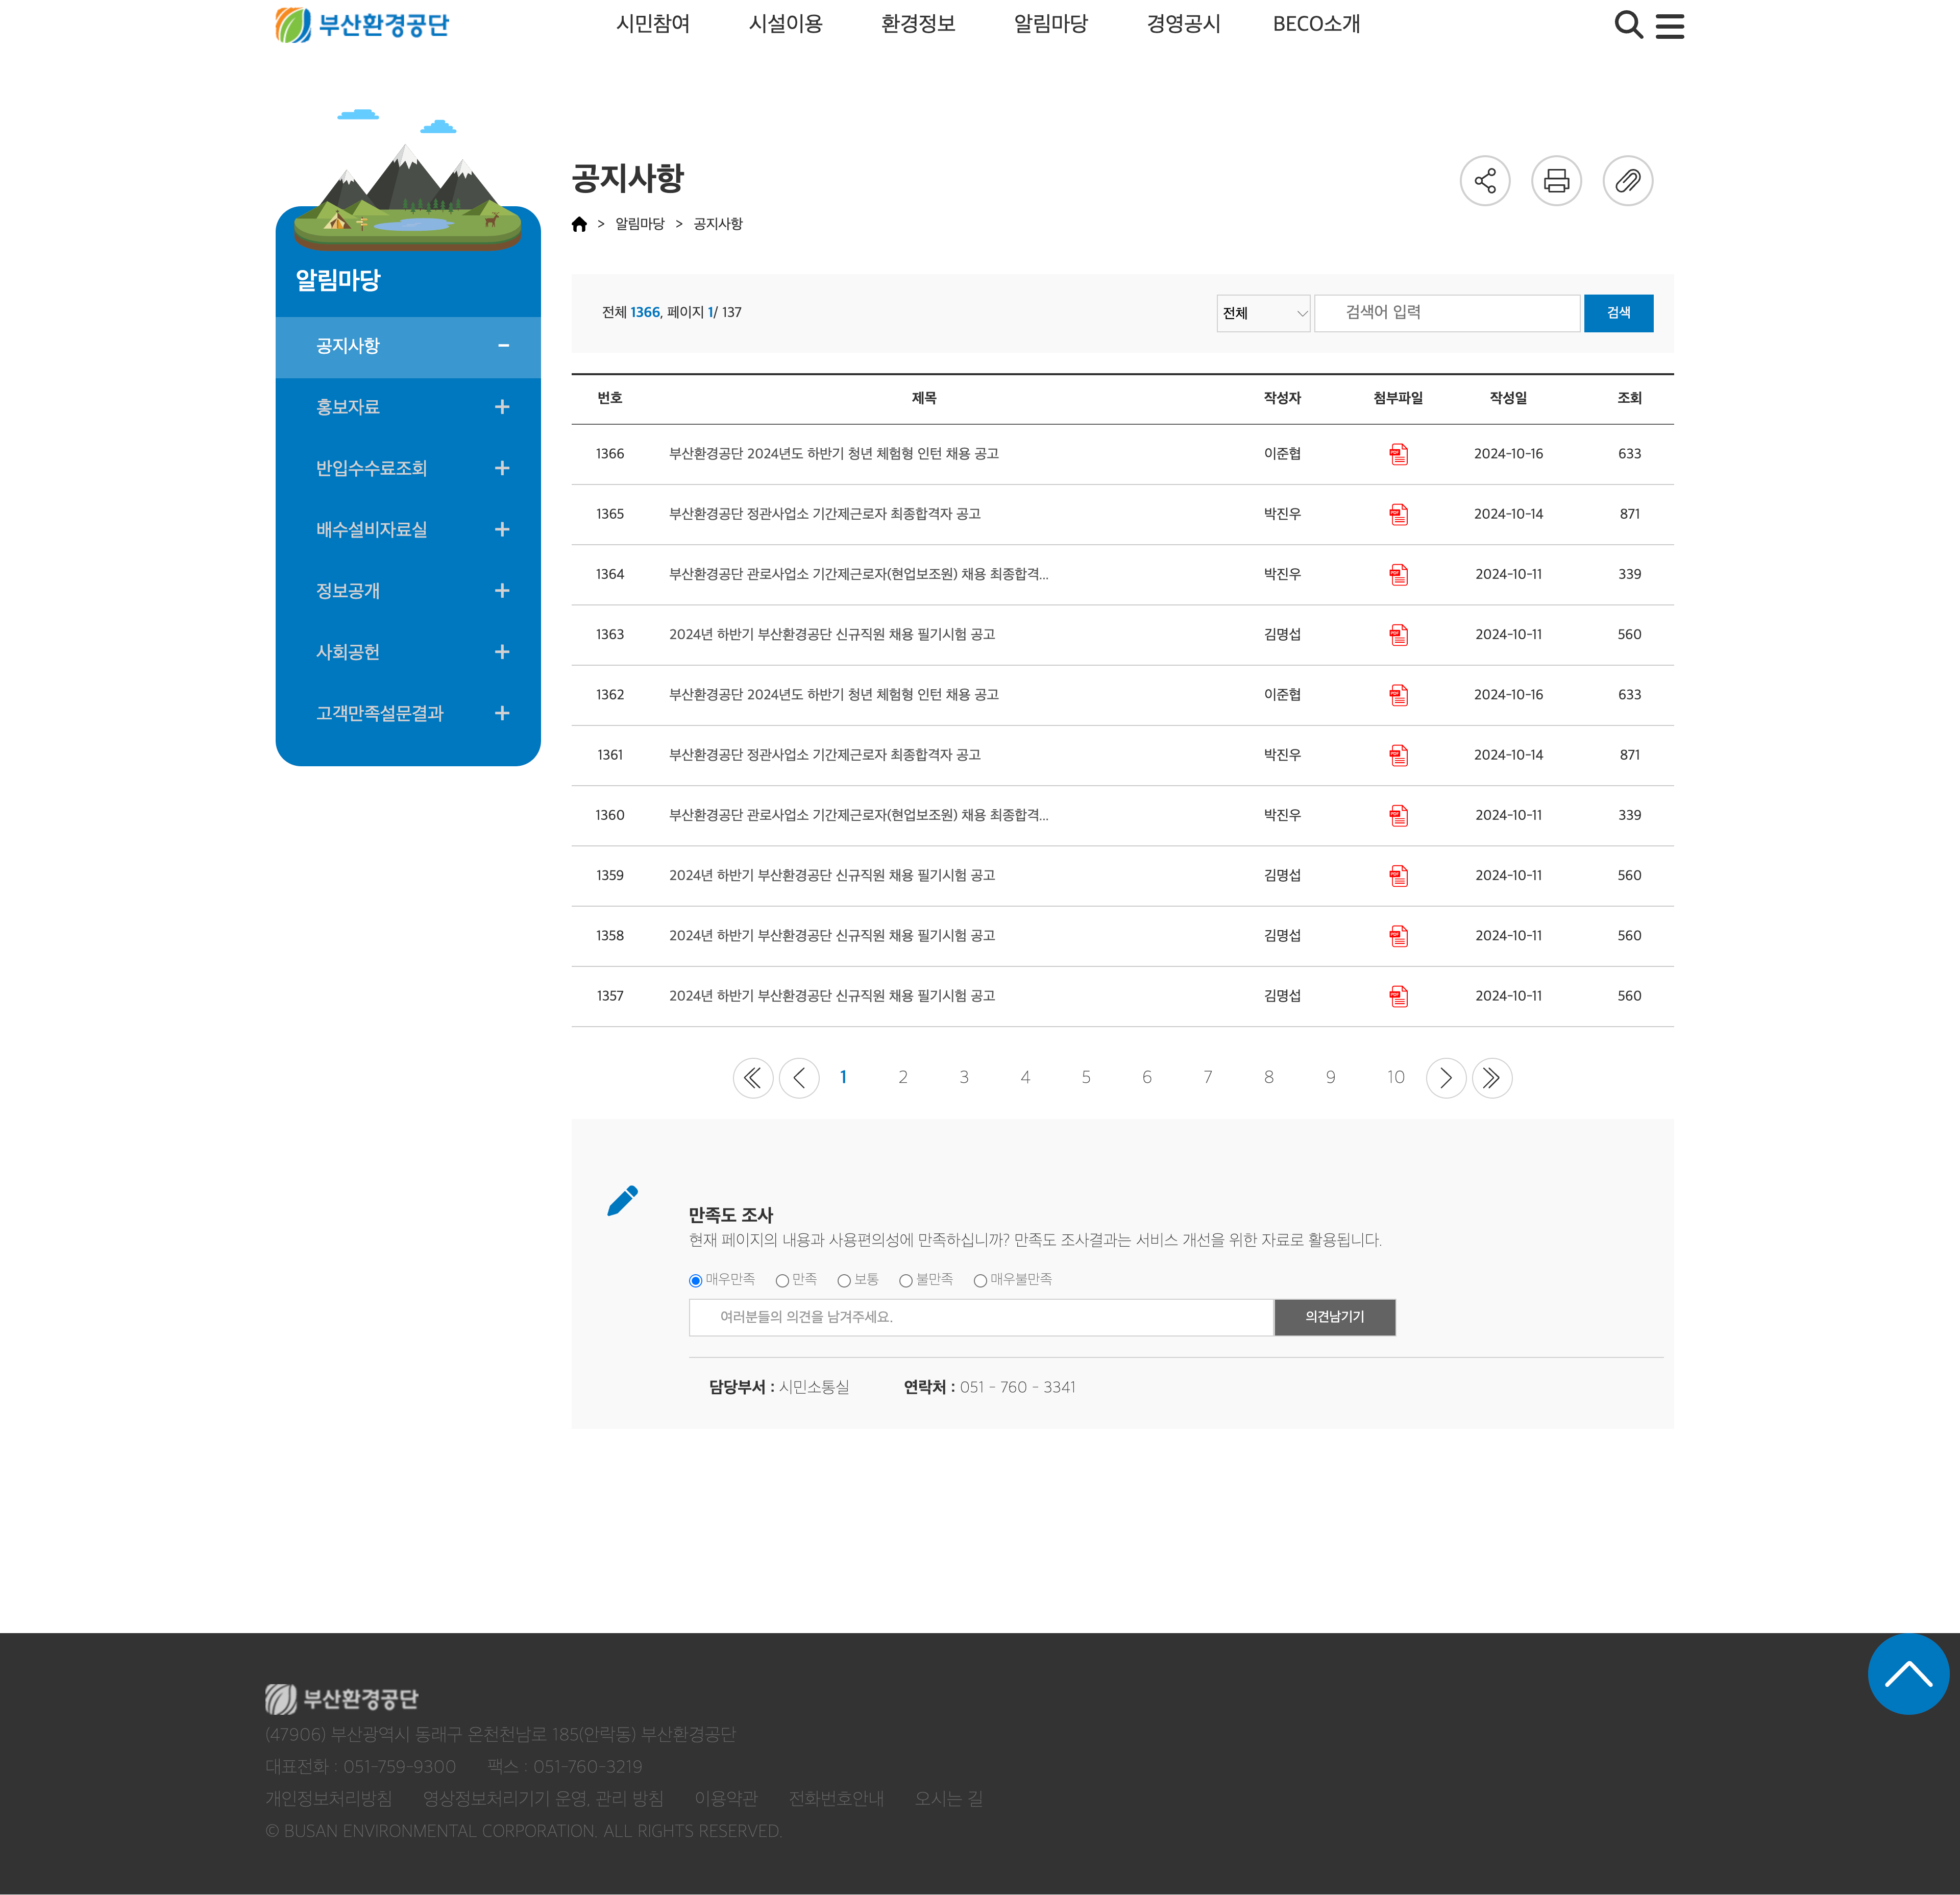 부산환경공단 시민참여 시설이용 환경정보 알림마당 경영공시 BECO소개
공지사항
> 알림마당 > 공지사항
알림마당
공지사항
홍보자료
반입수수료조회
배수설비자료실
정보공개
사회공헌
고객만족설문결과
전체 1366, 페이지 1/ 137 전체 검색어 입력 검색
번호 제목 작성자 첨부파일 작성일 조회
1366 부산환경공단 2024년도 하반기 청년 체험형 인턴 채용 공고 이준협 PDF 2024-10-16 633
1365 부산환경공단 정관사업소 기간제근로자 최종합격자 공고 박진우 PDF 2024-10-14 871
1364 부산환경공단 관로사업소 기간제근로자(현업보조원) 채용 최종합격... 박진우 PDF 2024-10-11 339
1363 2024년 하반기 부산환경공단 신규직원 채용 필기시험 공고 김명섭 PDF 2024-10-11 560
1362 부산환경공단 2024년도 하반기 청년 체험형 인턴 채용 공고 이준협 PDF 2024-10-16 633
1361 부산환경공단 정관사업소 기간제근로자 최종합격자 공고 박진우 PDF 2024-10-14 871
1360 부산환경공단 관로사업소 기간제근로자(현업보조원) 채용 최종합격... 박진우 PDF 2024-10-11 339
1359 2024년 하반기 부산환경공단 신규직원 채용 필기시험 공고 김명섭 PDF 2024-10-11 560
1358 2024년 하반기 부산환경공단 신규직원 채용 필기시험 공고 김명섭 PDF 2024-10-11 560
1357 2024년 하반기 부산환경공단 신규직원 채용 필기시험 공고 김명섭 PDF 2024-10-11 560
1 2 3 4 5 6 7 8 9 10
만족도 조사
현재 페이지의 내용과 사용편의성에 만족하십니까? 만족도 조사결과는 서비스 개선을 위한 자료로 활용됩니다.
매우만족 만족 보통 불만족 매우불만족
여러분들의 의견을 남겨주세요. 의견남기기
담당부서 : 시민소통실 연락처 : 051 - 760 - 3341
부산환경공단
(47906) 부산광역시 동래구 온천천남로 185(안락동) 부산환경공단
대표전화 : 051-759-9300 팩스 : 051-760-3219
개인정보처리방침 영상정보처리기기 운영, 관리 방침 이용약관 전화번호안내 오시는 길
© BUSAN ENVIRONMENTAL CORPORATION. ALL RIGHTS RESERVED.